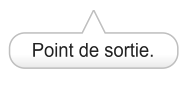 Point de sortie.